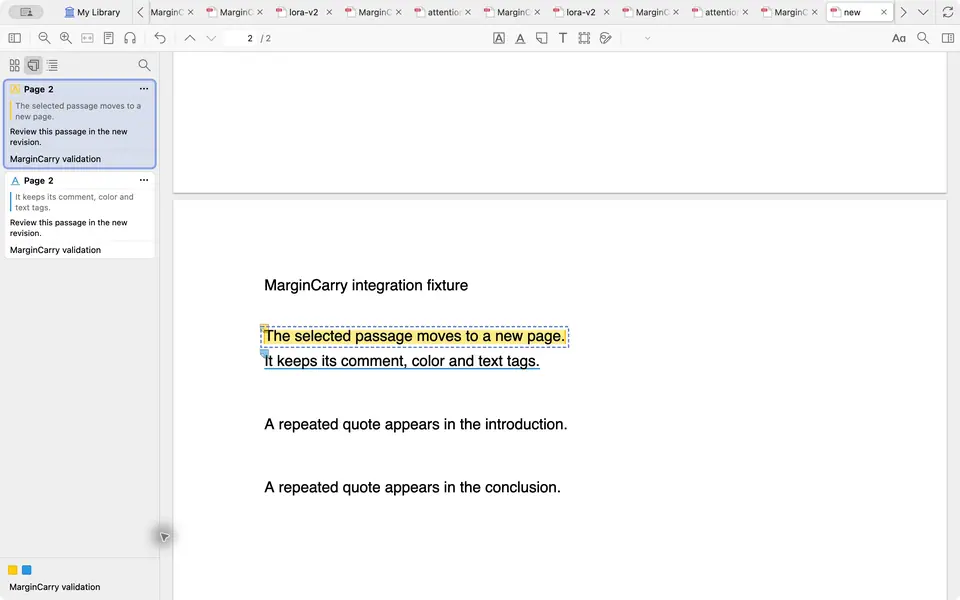 My Library
MarginC
MarginC
lora-v2
MarginC
attention
MarginC
lora-v2
MarginC
attention
MarginC
new
2 / 2
Aa
Page 2
The selected passage moves to a
new page.
Review this passage in the new
revision.
MarginCarry validation
Page 2
It keeps its comment, color and
text tags.
Review this passage in the new
revision.
MarginCarry validation
MarginCarry validation
MarginCarry integration fixture
The selected passage moves to a new page.
It keeps its comment, color and text tags.
A repeated quote appears in the introduction.
A repeated quote appears in the conclusion.